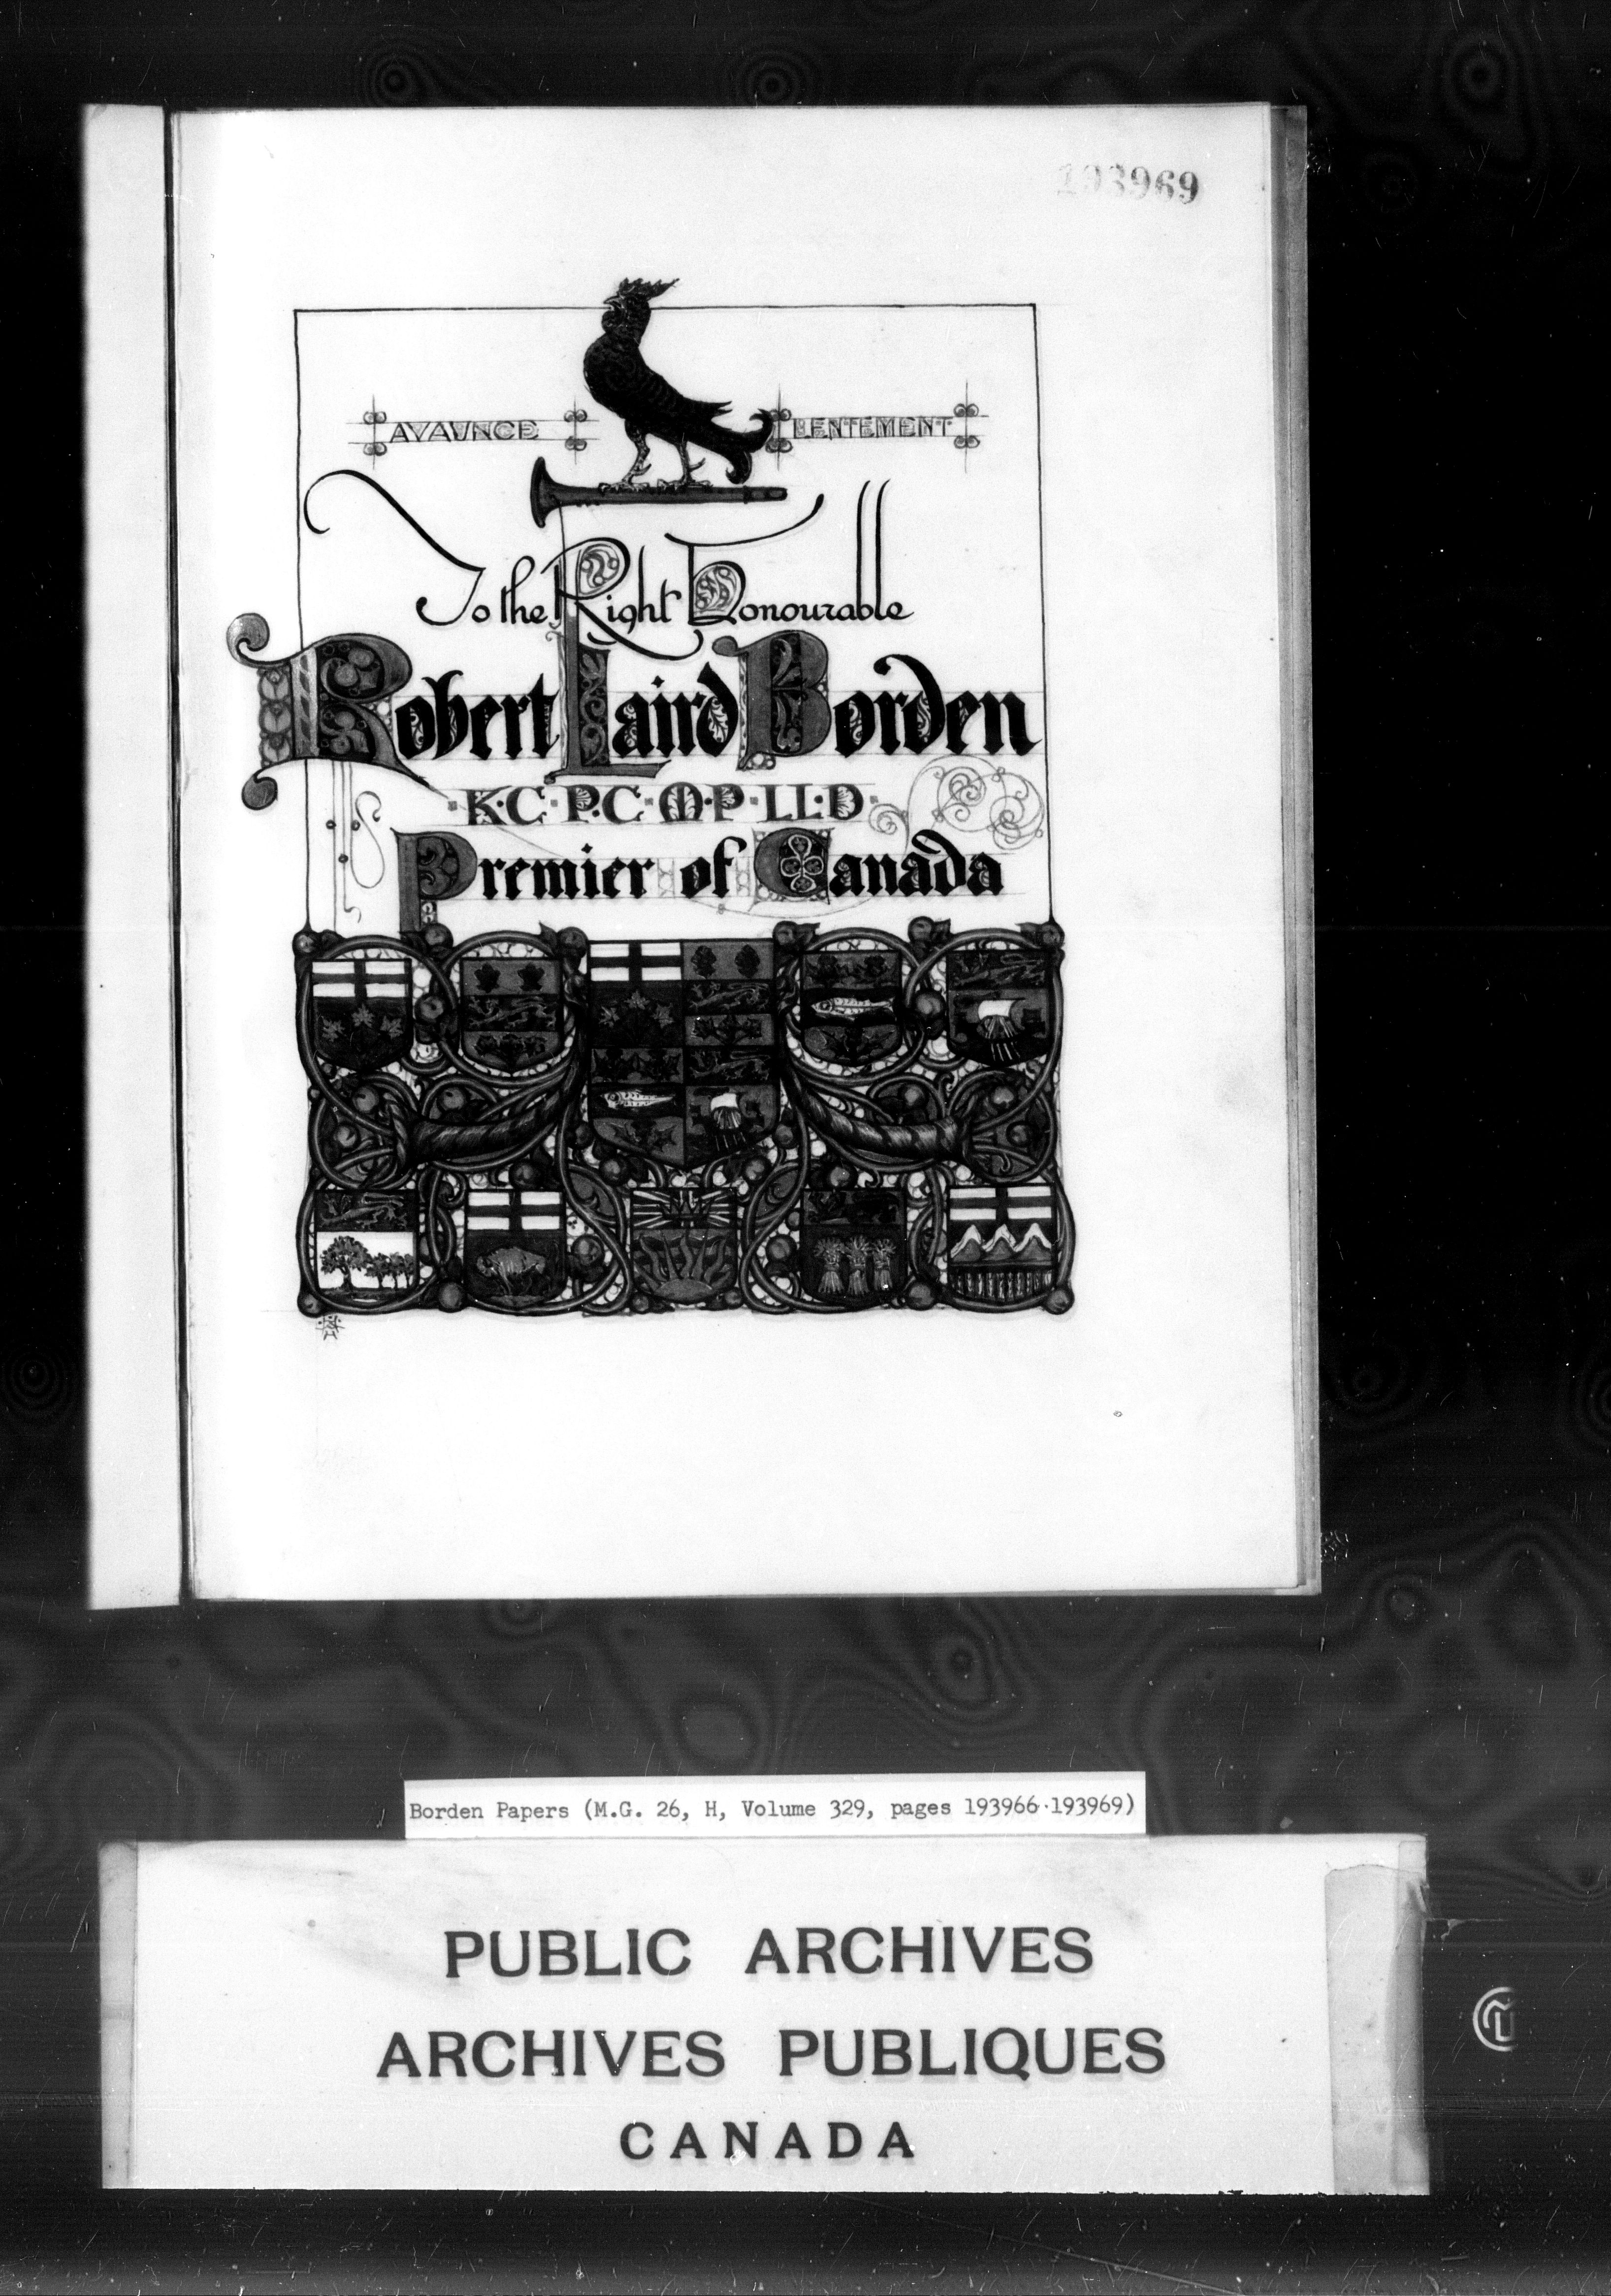 193969
AVAUNCE LENTEMENT
To the Right Honourable
Robert Laird Borden
·K·C·P·C·M·P·LL·D·
Premier of Canada
Borden Papers (M.G. 26, H, Volume 329, pages 193966-193969)
PUBLIC ARCHIVES
ARCHIVES PUBLIQUES
CANADA